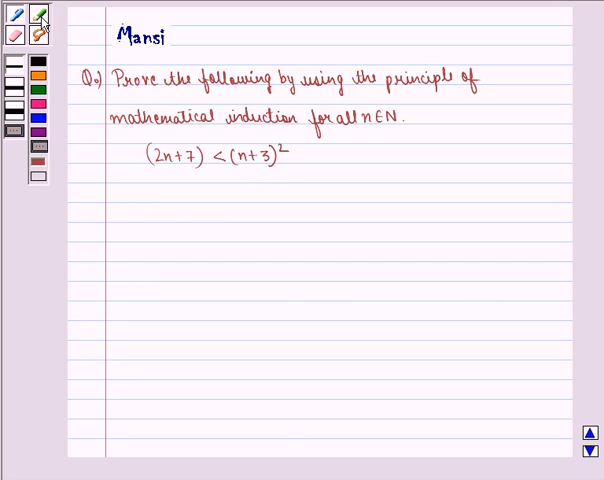 Mansi
Q.) Prove the following by using the principle of
mathematical induction for all n∈N.
(2n+7) < (n+3)²